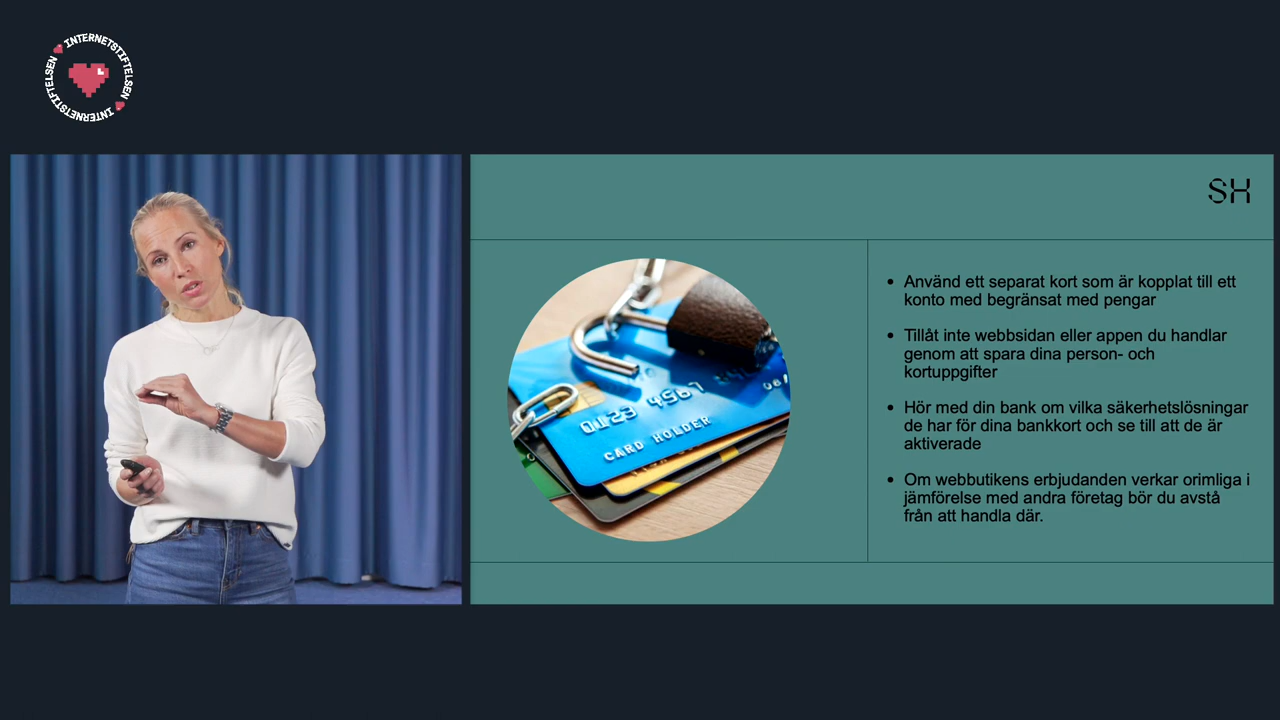 INTERNETSTIFTELSEN
INTERNETSTIFTELSEN
SH
0123 4567
CARD HOLDER
• Använd ett separat kort som är kopplat till ett
konto med begränsat med pengar
• Tillåt inte webbsidan eller appen du handlar
genom att spara dina person- och
kortuppgifter
• Hör med din bank om vilka säkerhetslösningar
de har för dina bankkort och se till att de är
aktiverade
• Om webbutikens erbjudanden verkar orimliga i
jämförelse med andra företag bör du avstå
från att handla där.